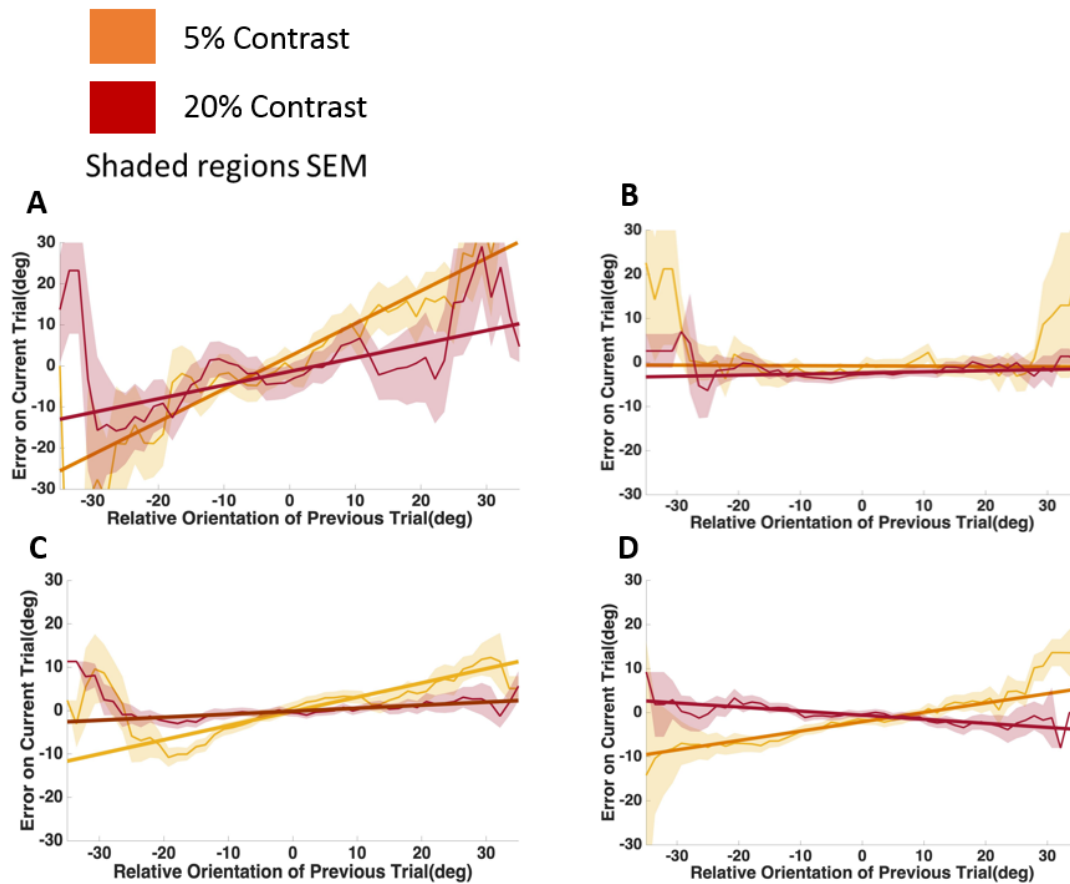 5% Contrast
20% Contrast
Shaded regions SEM
A
30
20
10
0
-10
-20
-30
Error on Current Trial(deg)
-30 -20 -10 0 10 20 30
Relative Orientation of Previous Trial(deg)
B
30
20
10
0
-10
-20
-30
Error on Current Trial(deg)
-30 -20 -10 0 10 20 30
Relative Orientation of Previous Trial(deg)
C
30
20
10
0
-10
-20
-30
Error on Current Trial(deg)
-30 -20 -10 0 10 20 30
Relative Orientation of Previous Trial(deg)
D
30
20
10
0
-10
-20
-30
Error on Current Trial(deg)
-30 -20 -10 0 10 20 30
Relative Orientation of Previous Trial(deg)